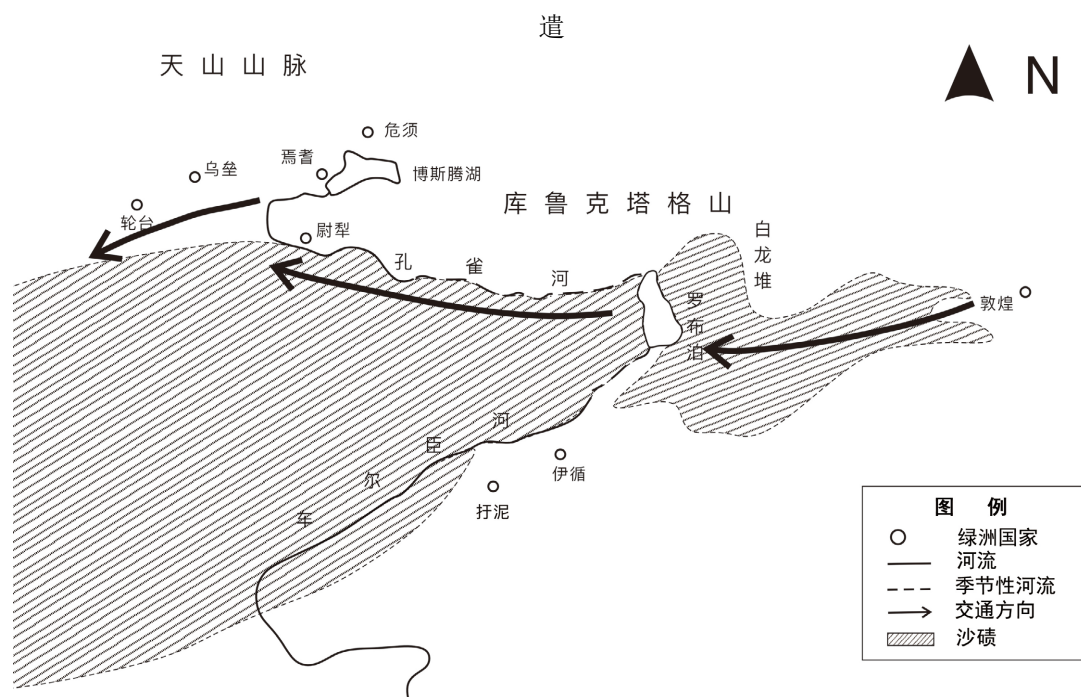 遣
天山山脉
N
危须
焉耆
乌垒
博斯腾湖
轮台
库鲁克塔格山
尉犁
白龙堆
孔雀河
罗布泊
敦煌
车尔臣河
伊循
扜泥
图例
绿洲国家
河流
季节性河流
交通方向
沙碛